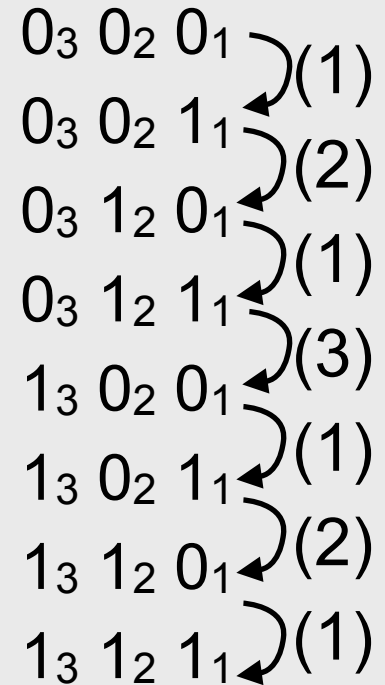 0₃ 0₂ 0₁
(1)
0₃ 0₂ 1₁
(2)
0₃ 1₂ 0₁
(1)
0₃ 1₂ 1₁
(3)
1₃ 0₂ 0₁
(1)
1₃ 0₂ 1₁
(2)
1₃ 1₂ 0₁
(1)
1₃ 1₂ 1₁